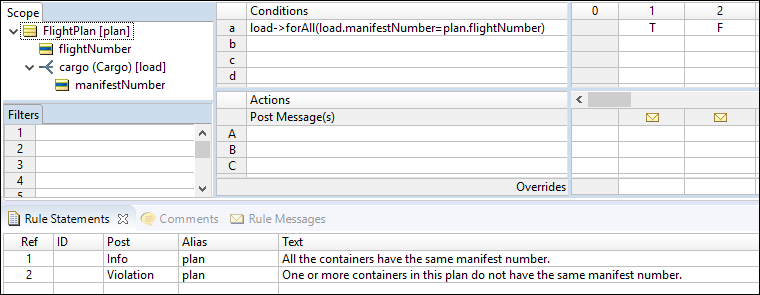 Scope
FlightPlan [plan]
flightNumber
cargo (Cargo) [load]
manifestNumber
Filters
1
2
3
4
5
Conditions 0 1 2
a load->forAll(load.manifestNumber=plan.flightNumber) T F
b
c
d
Actions
Post Message(s)
A
B
C
Overrides
Rule Statements Comments Rule Messages
Ref ID Post Alias Text
1 Info plan All the containers have the same manifest number.
2 Violation plan One or more containers in this plan do not have the same manifest number.